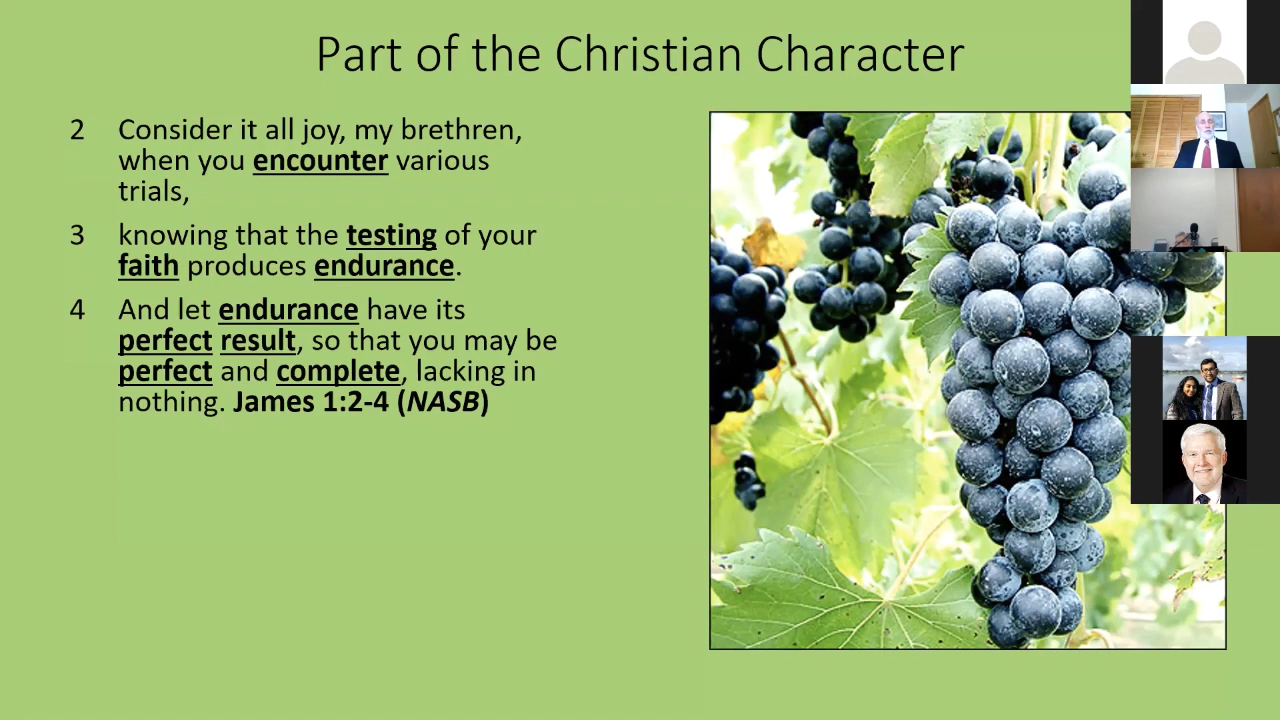 Part of the Christian Character
2 Consider it all joy, my brethren,
when you encounter various
trials,
3 knowing that the testing of your
faith produces endurance.
4 And let endurance have its
perfect result, so that you may be
perfect and complete, lacking in
nothing. James 1:2-4 (NASB)